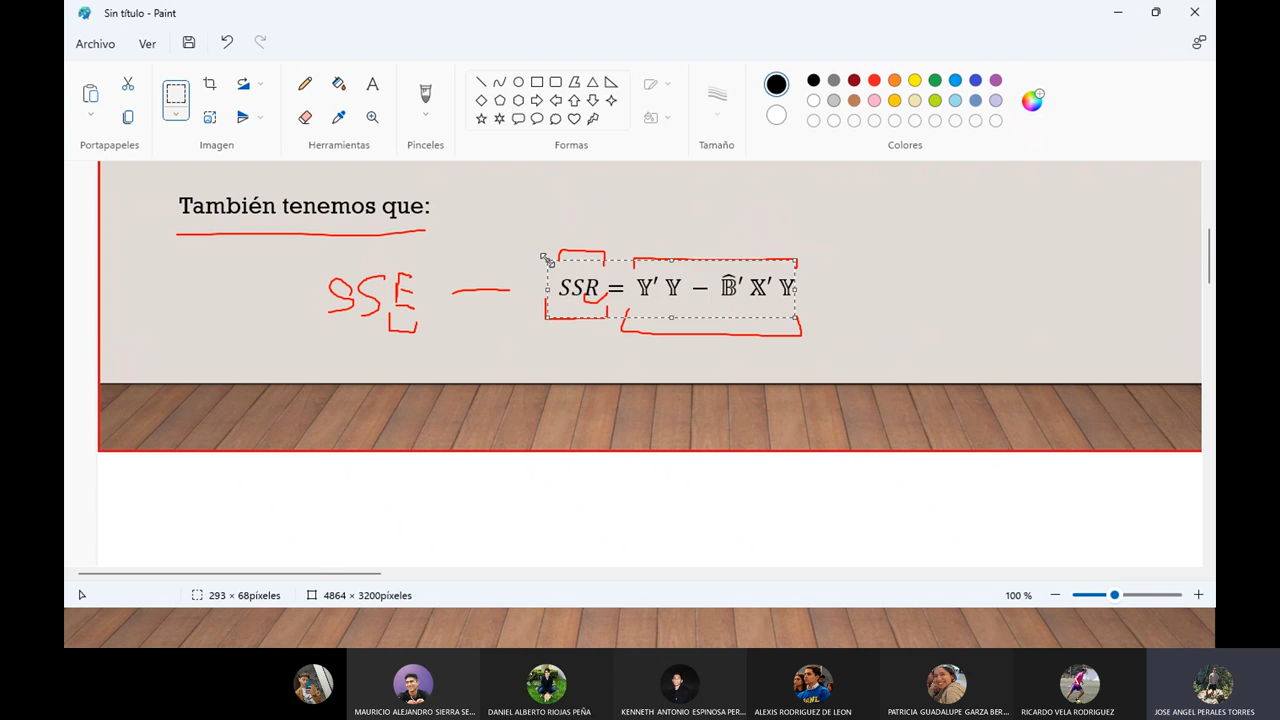 Sin título - Paint
Archivo Ver
Portapapeles Imagen Herramientas Pinceles Formas Tamaño Colores
También tenemos que:
SSE — SSR = 𝕐′ 𝕐 − 𝔹̂′ 𝕏′ 𝕐
293 × 68píxeles 4864 × 3200píxeles 100 %
MAURICIO ALEJANDRO SIERRA SE... DANIEL ALBERTO RIOJAS PEÑA KENNETH ANTONIO ESPINOSA PER... ALEXIS RODRIGUEZ DE LEON PATRICIA GUADALUPE GARZA BER... RICARDO VELA RODRIGUEZ JOSE ANGEL PERALES TORRES